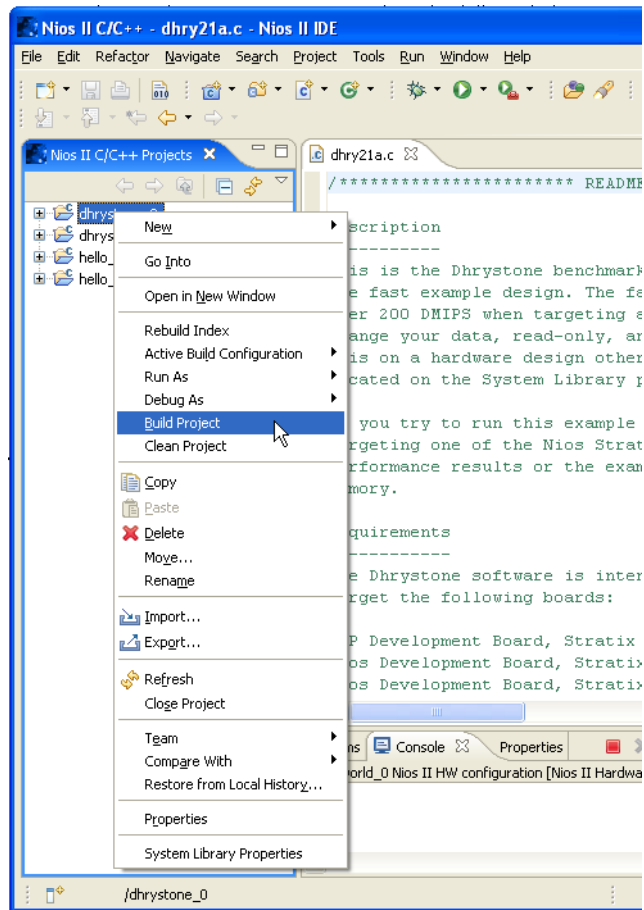 Nios II C/C++ - dhry21a.c - Nios II IDE
File Edit Refactor Navigate Search Project Tools Run Window Help
Nios II C/C++ Projects
dhry21a.c
/*********************** README
dhrystone_0
dhrys
hello_
hello_
New
Go Into
Open in New Window
Rebuild Index
Active Build Configuration
Run As
Debug As
Build Project
Clean Project
Copy
Paste
Delete
Move...
Rename
Import...
Export...
Refresh
Close Project
Team
Compare With
Restore from Local History...
Properties
System Library Properties
scription
----------
is is the Dhrystone benchmark
e fast example design. The fa
er 200 DMIPS when targeting a
ange your data, read-only, an
is on a hardware design other
cated on the System Library p
you try to run this example
rgeting one of the Nios Strat
rformance results or the exam
mory.
quirements
-----------
e Dhrystone software is inter
rget the following boards:
P Development Board, Stratix
os Development Board, Stratix
os Development Board, Stratix
ns Console Properties
orld_0 Nios II HW configuration [Nios II Hardwa
/dhrystone_0